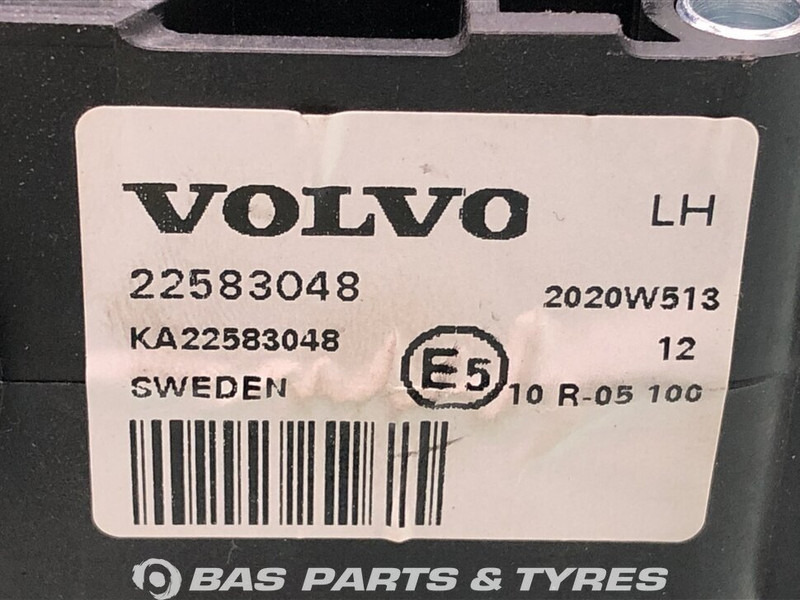 VOLVO LH
22583048 2020W513
KA22583048 12
SWEDEN E5 10 R-05 100
BAS PARTS & TYRES